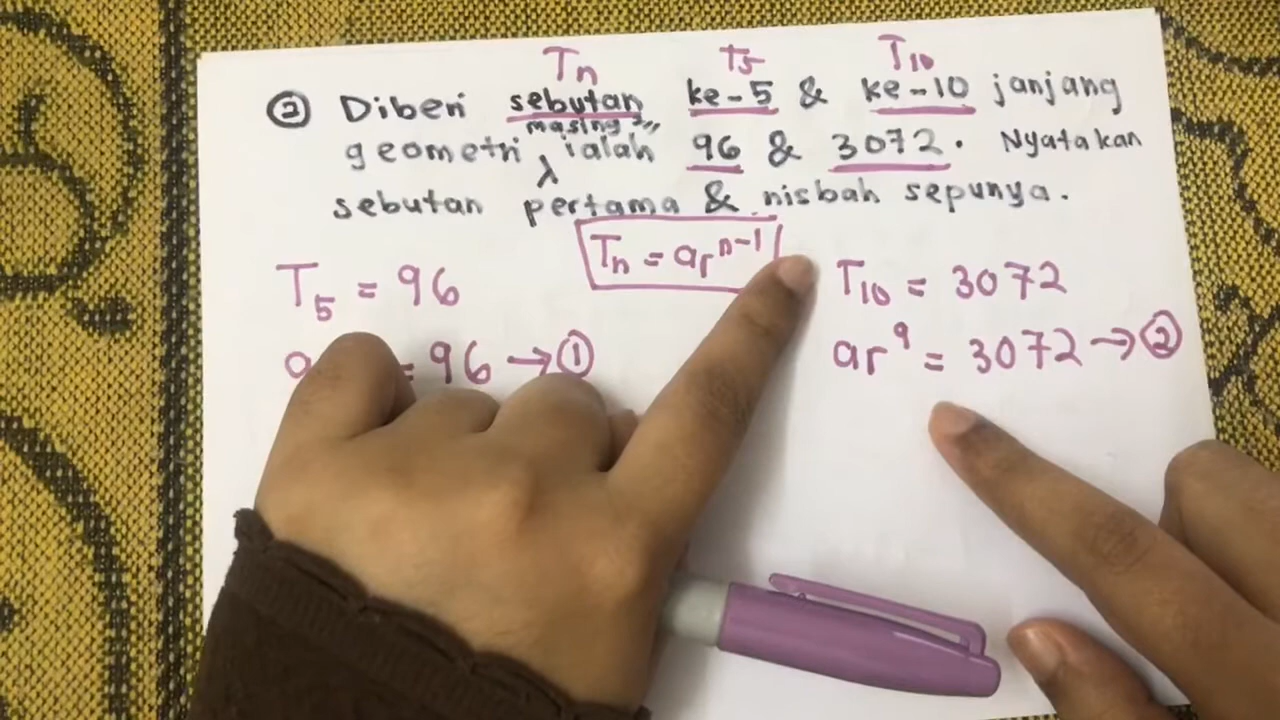 Tn T5 T10
② Diberi sebutan ke-5 & ke-10 janjang
masing²,,
geometri ialah 96 & 3072. Nyatakan
sebutan pertama & nisbah sepunya.
Tn = ar^n-1
T5 = 96 T10 = 3072
a = 96 → ① ar^9 = 3072 → ②